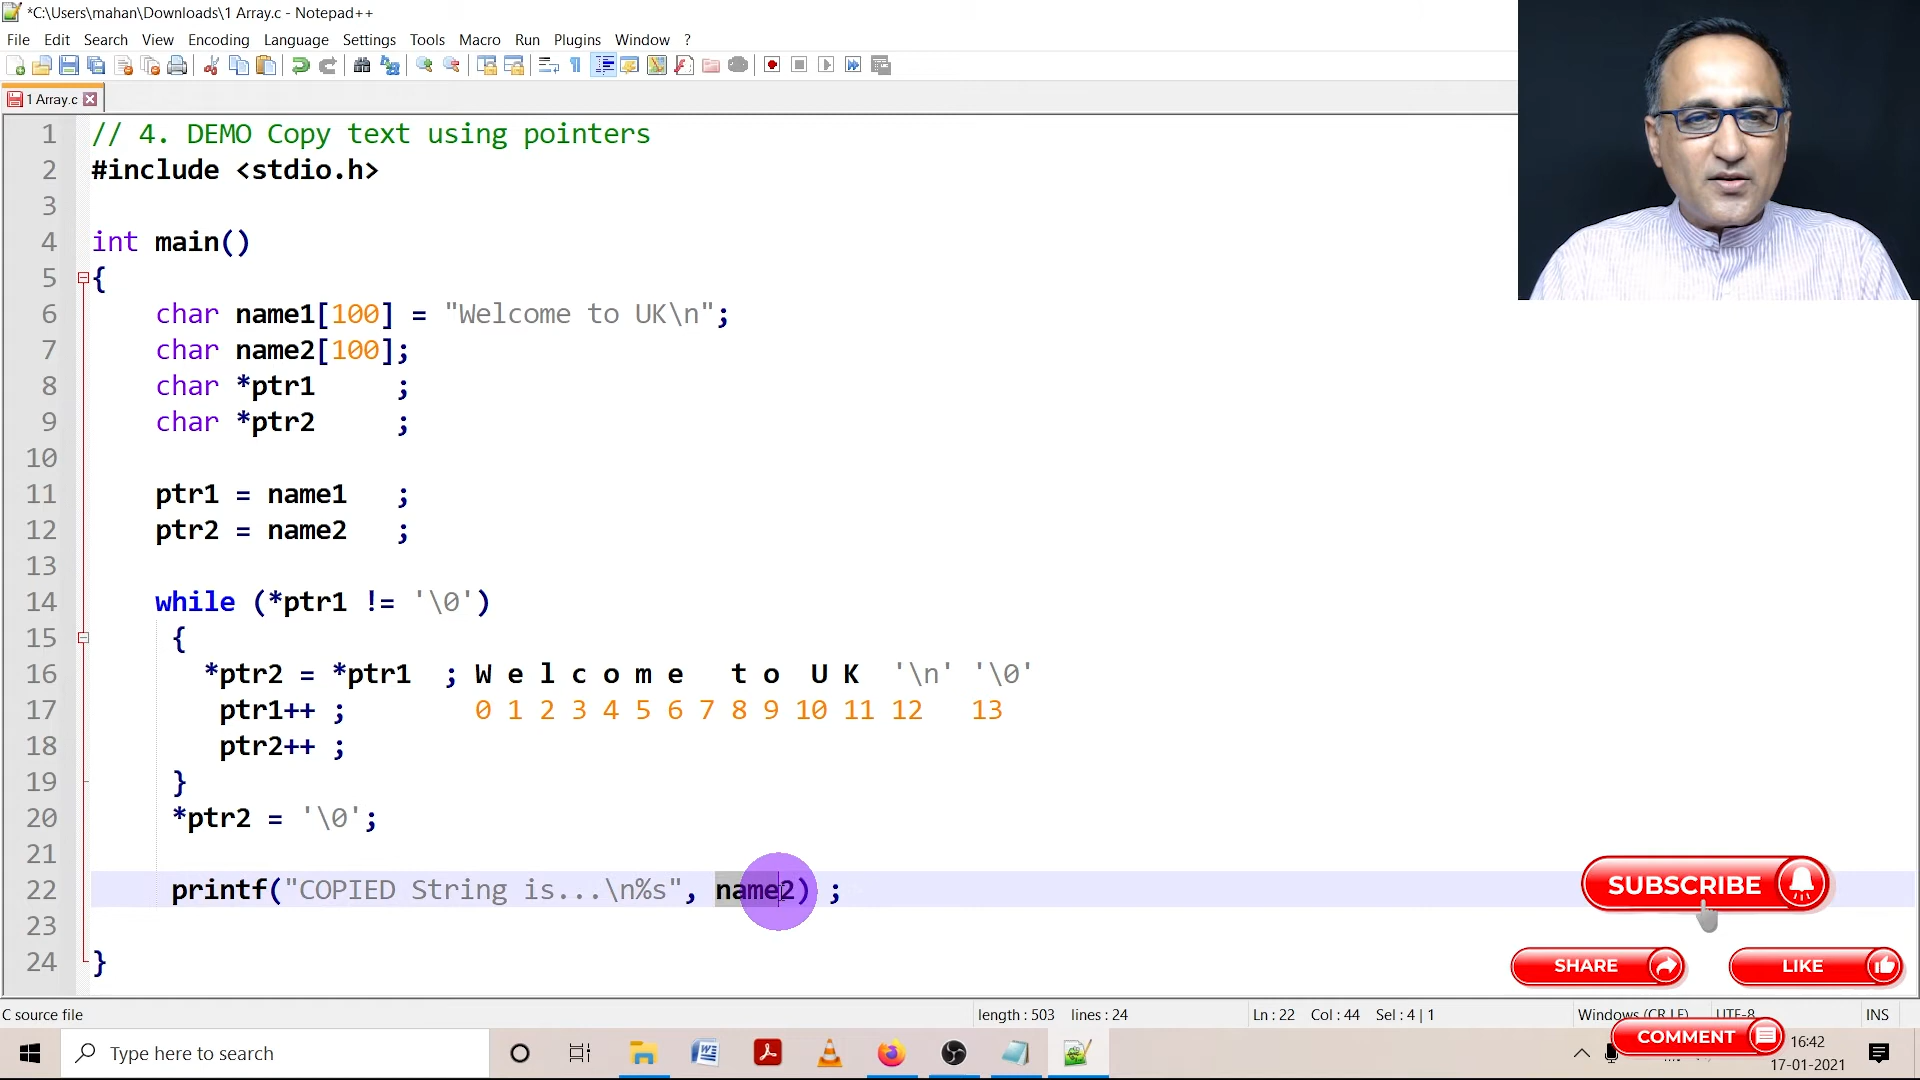 *C:\Users\mahan\Downloads\1 Array.c - Notepad++
File Edit Search View Encoding Language Settings Tools Macro Run Plugins Window ?
1 Array.c
1 // 4. DEMO Copy text using pointers
2 #include <stdio.h>
3
4 int main()
5 {
6 char name1[100] = "Welcome to UK\n";
7 char name2[100];
8 char *ptr1 ;
9 char *ptr2 ;
10
11 ptr1 = name1 ;
12 ptr2 = name2 ;
13
14 while (*ptr1 != '\0')
15 {
16 *ptr2 = *ptr1 ; W e l c o m e t o U K '\n' '\0'
17 ptr1++ ; 0 1 2 3 4 5 6 7 8 9 10 11 12 13
18 ptr2++ ;
19 }
20 *ptr2 = '\0';
21
22 printf("COPIED String is...\n%s", name2) ;
23
24 }
SUBSCRIBE
SHARE LIKE
C source file length : 503 lines : 24 Ln : 22 Col : 44 Sel : 4 | 1 Windows (CR LF) UTF-8 INS
COMMENT
Type here to search
16:42
17-01-2021